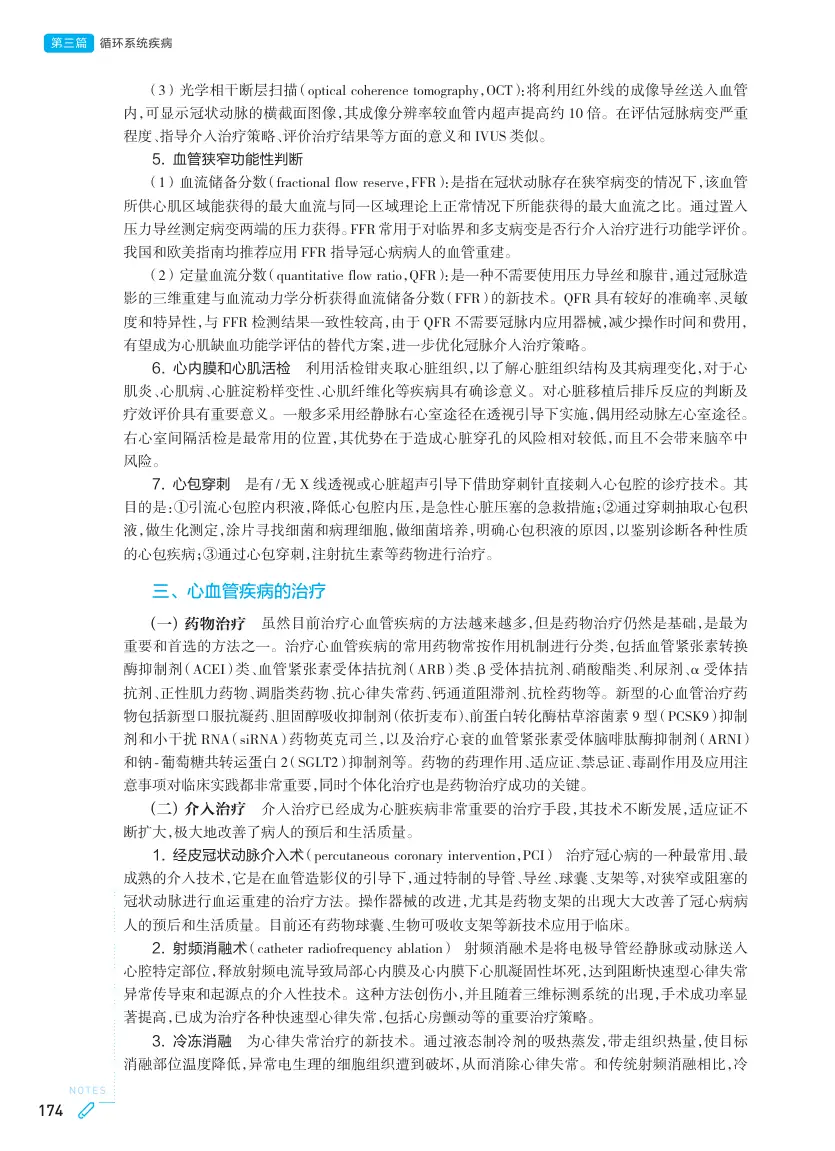 第三篇 循环系统疾病
（3）光学相干断层扫描（optical coherence tomography,OCT）：将利用红外线的成像导丝送入血管
内，可显示冠状动脉的横截面图像，其成像分辨率较血管内超声提高约 10 倍。在评估冠脉病变严重
程度、指导介入治疗策略、评价治疗结果等方面的意义和 IVUS 类似。
5. 血管狭窄功能性判断
（1）血流储备分数（fractional flow reserve,FFR）：是指在冠状动脉存在狭窄病变的情况下，该血管
所供心肌区域能获得的最大血流与同一区域理论上正常情况下所能获得的最大血流之比。通过置入
压力导丝测定病变两端的压力获得。FFR 常用于对临界和多支病变是否行介入治疗进行功能学评价。
我国和欧美指南均推荐应用 FFR 指导冠心病病人的血管重建。
（2）定量血流分数（quantitative flow ratio,QFR）：是一种不需要使用压力导丝和腺苷，通过冠脉造
影的三维重建与血流动力学分析获得血流储备分数（FFR）的新技术。QFR 具有较好的准确率、灵敏
度和特异性，与 FFR 检测结果一致性较高，由于 QFR 不需要冠脉内应用器械，减少操作时间和费用，
有望成为心肌缺血功能学评估的替代方案，进一步优化冠脉介入治疗策略。
6. 心内膜和心肌活检 利用活检钳夹取心脏组织，以了解心脏组织结构及其病理变化，对于心
肌炎、心肌病、心脏淀粉样变性、心肌纤维化等疾病具有确诊意义。对心脏移植后排斥反应的判断及
疗效评价具有重要意义。一般多采用经静脉右心室途径在透视引导下实施，偶用经动脉左心室途径。
右心室间隔活检是最常用的位置，其优势在于造成心脏穿孔的风险相对较低，而且不会带来脑卒中
风险。
7. 心包穿刺 是有/无 X 线透视或心脏超声引导下借助穿刺针直接刺入心包腔的诊疗技术。其
目的是：①引流心包腔内积液，降低心包腔内压，是急性心脏压塞的急救措施；②通过穿刺抽取心包积
液，做生化测定，涂片寻找细菌和病理细胞，做细菌培养，明确心包积液的原因，以鉴别诊断各种性质
的心包疾病；③通过心包穿刺，注射抗生素等药物进行治疗。
三、心血管疾病的治疗
（一）药物治疗 虽然目前治疗心血管疾病的方法越来越多，但是药物治疗仍然是基础，是最为
重要和首选的方法之一。治疗心血管疾病的常用药物常按作用机制进行分类，包括血管紧张素转换
酶抑制剂（ACEI）类、血管紧张素受体拮抗剂（ARB）类、β 受体拮抗剂、硝酸酯类、利尿剂、α 受体拮
抗剂、正性肌力药物、调脂类药物、抗心律失常药、钙通道阻滞剂、抗栓药物等。新型的心血管治疗药
物包括新型口服抗凝药、胆固醇吸收抑制剂（依折麦布）、前蛋白转化酶枯草溶菌素 9 型（PCSK9）抑制
剂和小干扰 RNA（siRNA）药物英克司兰，以及治疗心衰的血管紧张素受体脑啡肽酶抑制剂（ARNI）
和钠-葡萄糖共转运蛋白 2（SGLT2）抑制剂等。药物的药理作用、适应证、禁忌证、毒副作用及应用注
意事项对临床实践都非常重要，同时个体化治疗也是药物治疗成功的关键。
（二）介入治疗 介入治疗已经成为心脏疾病非常重要的治疗手段，其技术不断发展，适应证不
断扩大，极大地改善了病人的预后和生活质量。
1. 经皮冠状动脉介入术（percutaneous coronary intervention,PCI） 治疗冠心病的一种最常用、最
成熟的介入技术，它是在血管造影仪的引导下，通过特制的导管、导丝、球囊、支架等，对狭窄或阻塞的
冠状动脉进行血运重建的治疗方法。操作器械的改进，尤其是药物支架的出现大大改善了冠心病病
人的预后和生活质量。目前还有药物球囊、生物可吸收支架等新技术应用于临床。
2. 射频消融术（catheter radiofrequency ablation） 射频消融术是将电极导管经静脉或动脉送入
心腔特定部位，释放射频电流导致局部心内膜及心内膜下心肌凝固性坏死，达到阻断快速型心律失常
异常传导束和起源点的介入性技术。这种方法创伤小，并且随着三维标测系统的出现，手术成功率显
著提高，已成为治疗各种快速型心律失常，包括心房颤动等的重要治疗策略。
3. 冷冻消融 为心律失常治疗的新技术。通过液态制冷剂的吸热蒸发，带走组织热量，使目标
消融部位温度降低，异常电生理的细胞组织遭到破坏，从而消除心律失常。和传统射频消融相比，冷
NOTES
174